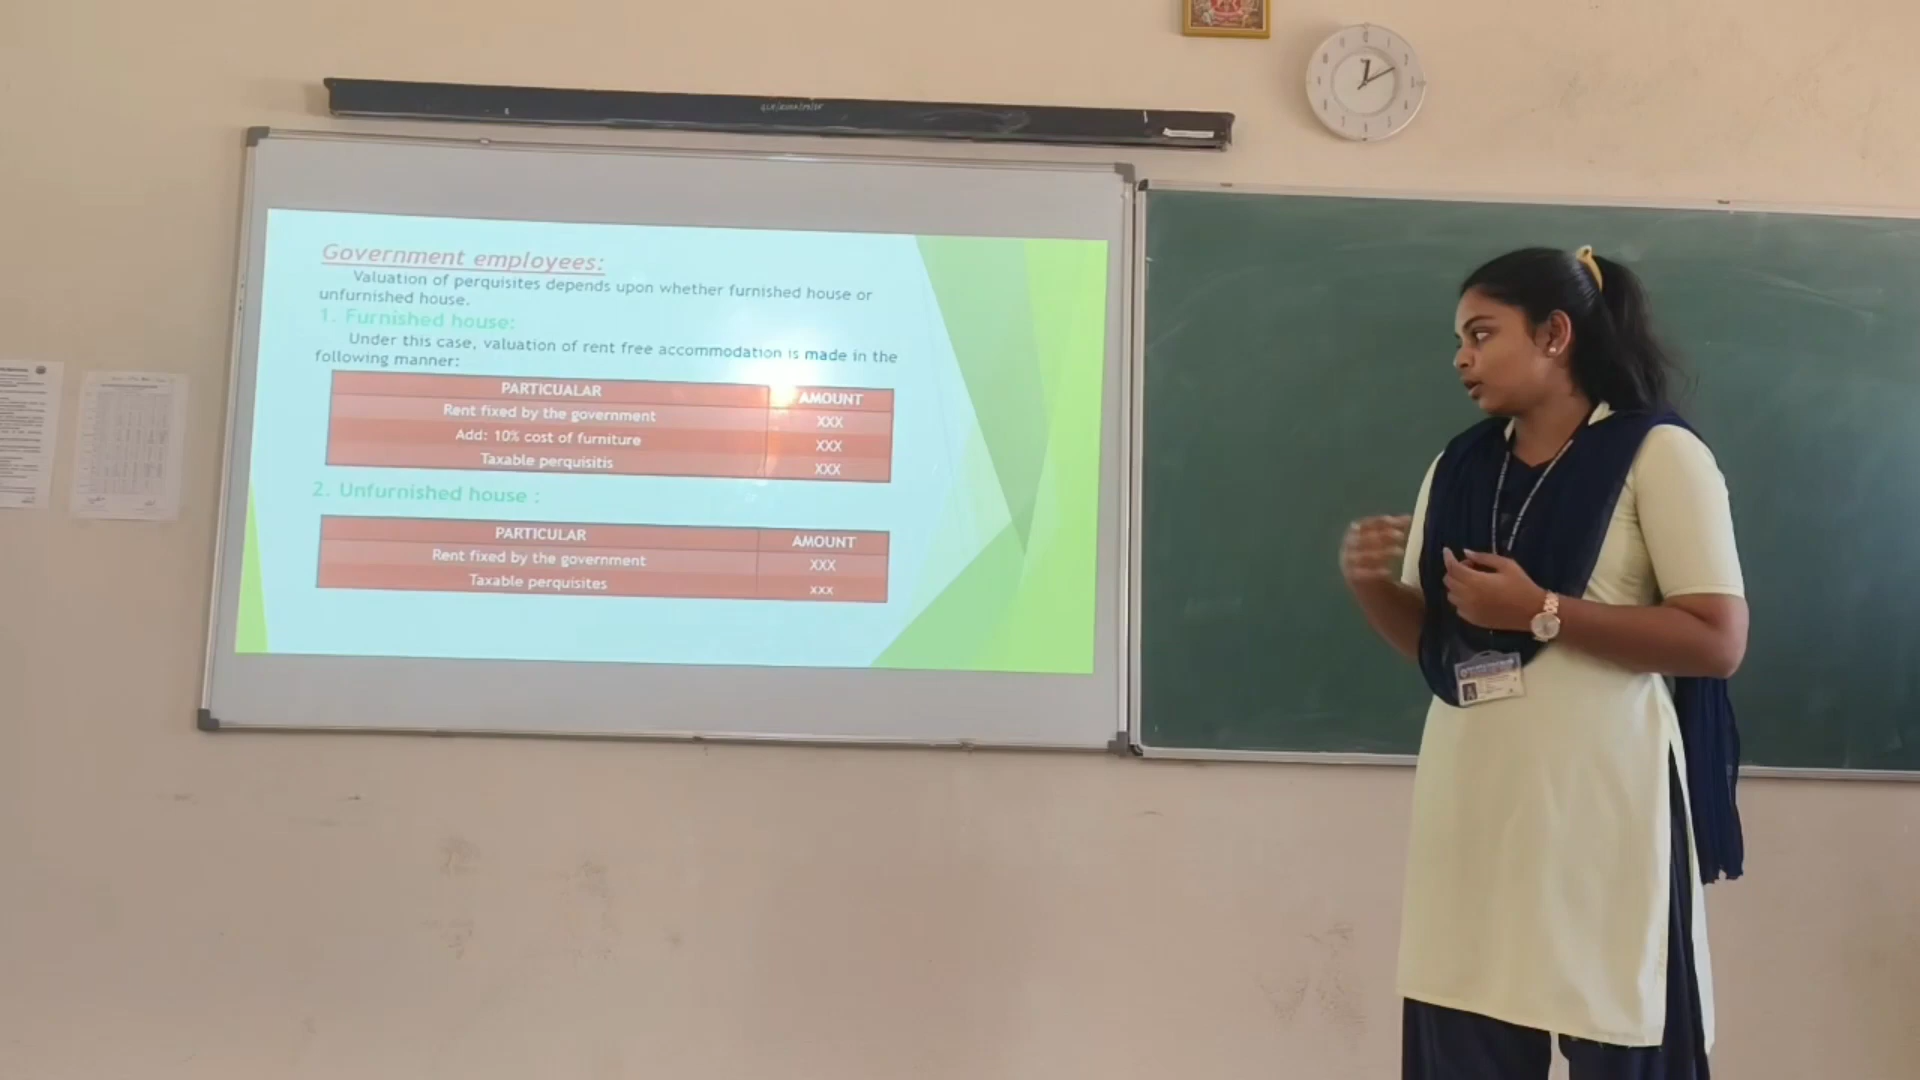 Government employees:
Valuation of perquisites depends upon whether furnished house or
unfurnished house.
1. Furnished house:
Under this case, valuation of rent free accommodation is made in the
following manner:
PARTICUALAR AMOUNT
Rent fixed by the government XXX
Add: 10% cost of furniture XXX
Taxable perquisitis XXX
2. Unfurnished house :
PARTICULAR AMOUNT
Rent fixed by the government XXX
Taxable perquisites xxx